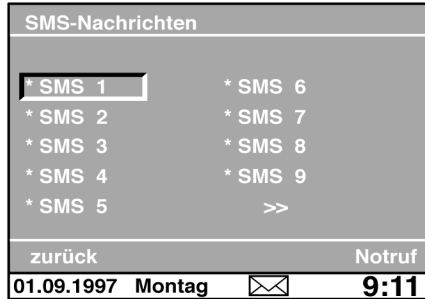 SMS-Nachrichten
* SMS 1
* SMS 2
* SMS 3
* SMS 4
* SMS 5
* SMS 6
* SMS 7
* SMS 8
* SMS 9
>>
zurück Notruf
01.09.1997 Montag 9:11